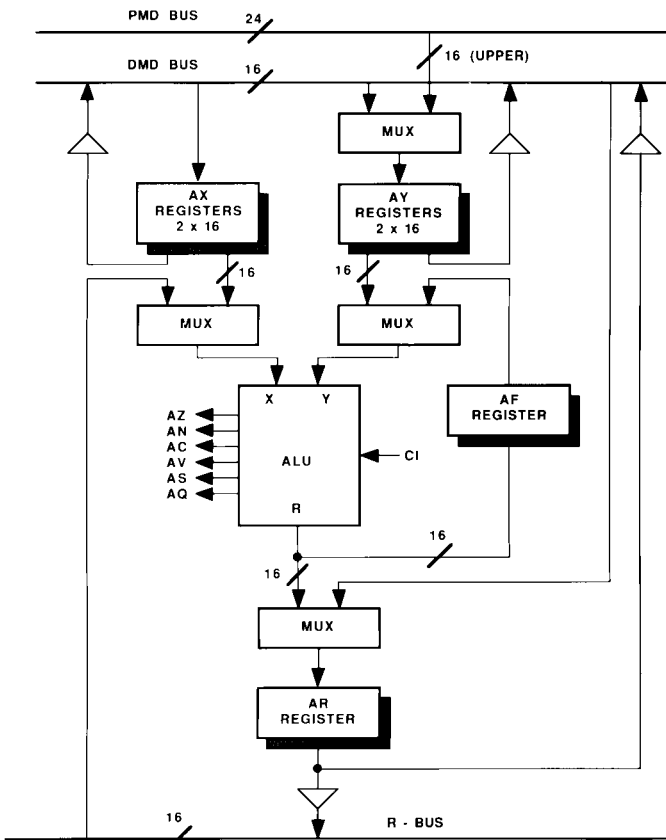 PMD BUS
24
16 (UPPER)
DMD BUS
16
MUX
AX
REGISTERS
2 x 16
AY
REGISTERS
2 x 16
16
16
MUX
MUX
X
Y
AF
REGISTER
AZ
AN
AC
AV
AS
AQ
ALU
CI
R
16
16
MUX
AR
REGISTER
16
R - BUS